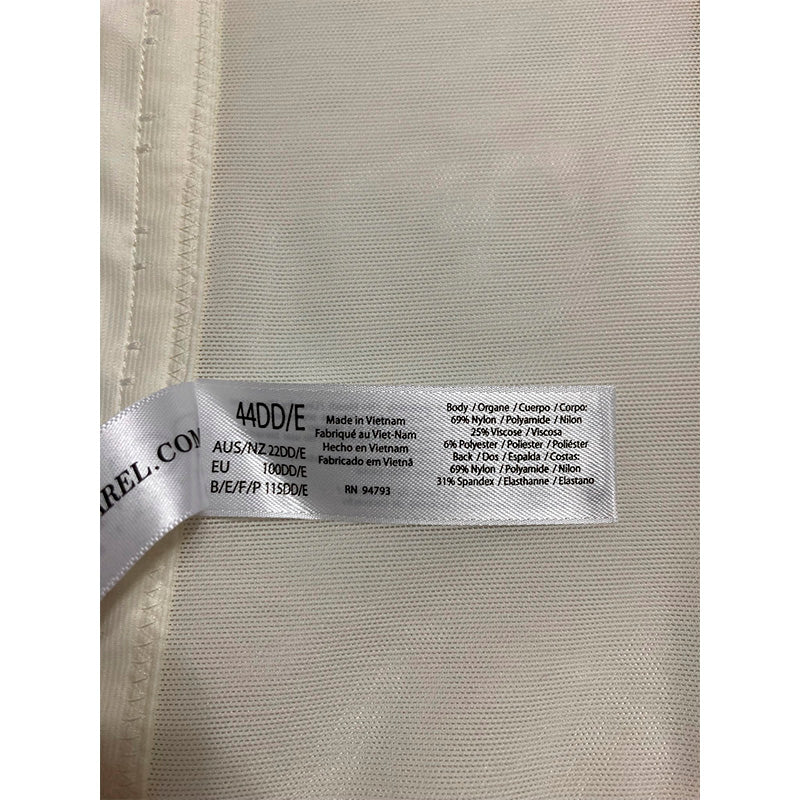 AREL.COM
44DD/E
AUS/NZ 22DD/E
EU 100DD/E
B/E/F/P 115DD/E
Made in Vietnam
Fabriqué au Viet-Nam
Hecho en Vietnam
Fabricado em Vietnã
RN 94793
Body / Organe / Cuerpo / Corpo:
69% Nylon / Polyamide / Nilon
25% Viscose / Viscosa
6% Polyester / Poliester / Poliéster
Back / Dos / Espalda / Costas:
69% Nylon / Polyamide / Nilon
31% Spandex / Elasthanne / Elastano